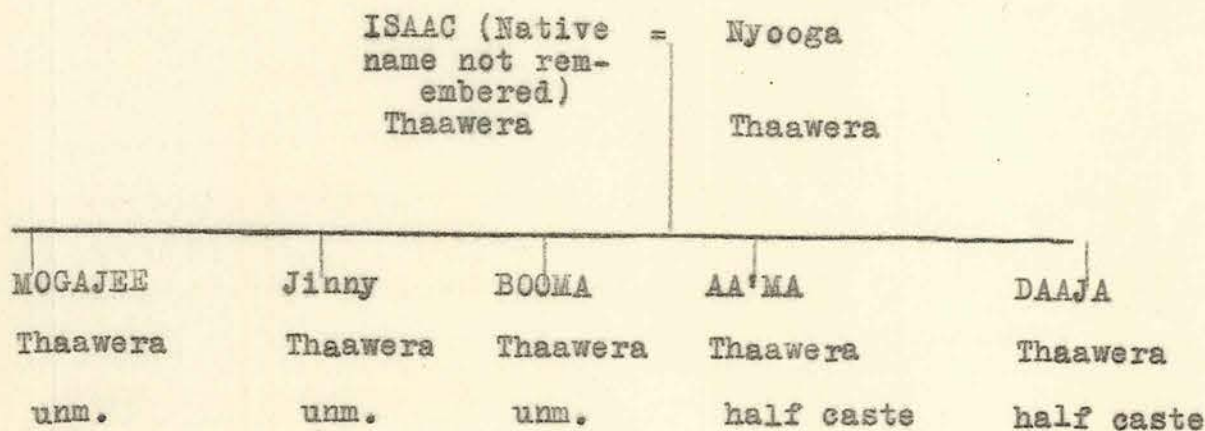 ISAAC (Native = Nyooga
name not rem-
embered)
Thaawera Thaawera
MOGAJEE Jinny BOOMA AA'MA DAAJA
Thaawera Thaawera Thaawera Thaawera Thaawera
unm. unm. unm. half caste half caste